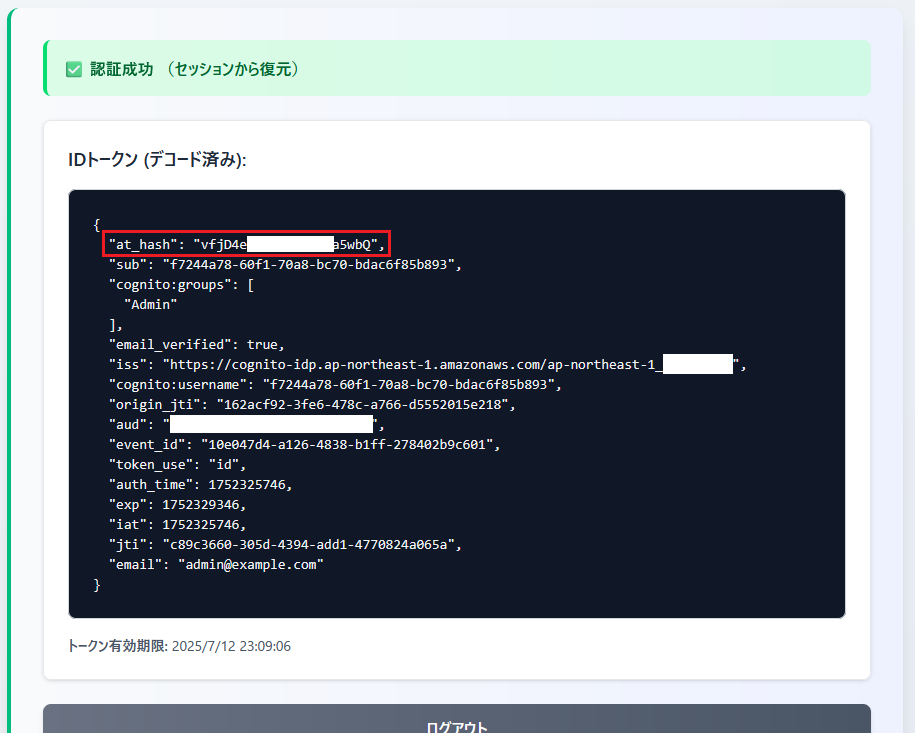 ✅ 認証成功 （セッションから復元）
IDトークン (デコード済み):
{
  "at_hash": "vfjD4e a5wbQ",
  "sub": "f7244a78-60f1-70a8-bc70-bdac6f85b893",
  "cognito:groups": [
    "Admin"
  ],
  "email_verified": true,
  "iss": "https://cognito-idp.ap-northeast-1.amazonaws.com/ap-northeast-1_ ",
  "cognito:username": "f7244a78-60f1-70a8-bc70-bdac6f85b893",
  "origin_jti": "162acf92-3fe6-478c-a766-d5552015e218",
  "aud": " ",
  "event_id": "10e047d4-a126-4838-b1ff-278402b9c601",
  "token_use": "id",
  "auth_time": 1752325746,
  "exp": 1752329346,
  "iat": 1752325746,
  "jti": "c89c3660-305d-4394-add1-4770824a065a",
  "email": "admin@example.com"
}
トークン有効期限: 2025/7/12 23:09:06
ログアウト